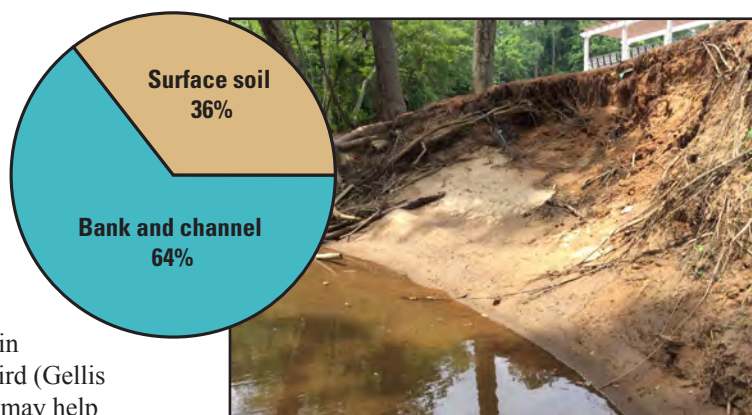 Surface soil
36%
Bank and channel
64%
in
ird (Gellis
may help